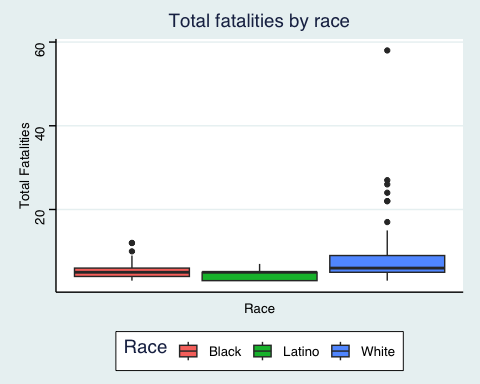 Total fatalities by race
60
40
20
Total Fatalities
Race
Race Black Latino White